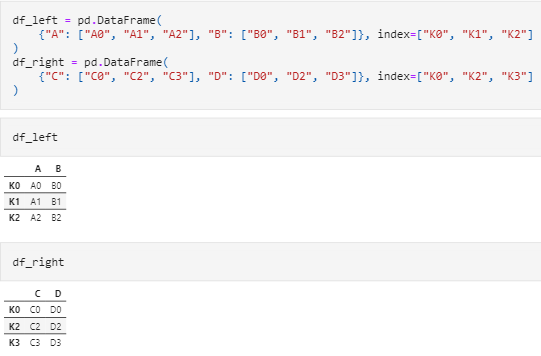 df_left = pd.DataFrame(
    {"A": ["A0", "A1", "A2"], "B": ["B0", "B1", "B2"]}, index=["K0", "K1", "K2"]
)
df_right = pd.DataFrame(
    {"C": ["C0", "C2", "C3"], "D": ["D0", "D2", "D3"]}, index=["K0", "K2", "K3"]
)
df_left
A B
K0 A0 B0
K1 A1 B1
K2 A2 B2
df_right
C D
K0 C0 D0
K2 C2 D2
K3 C3 D3